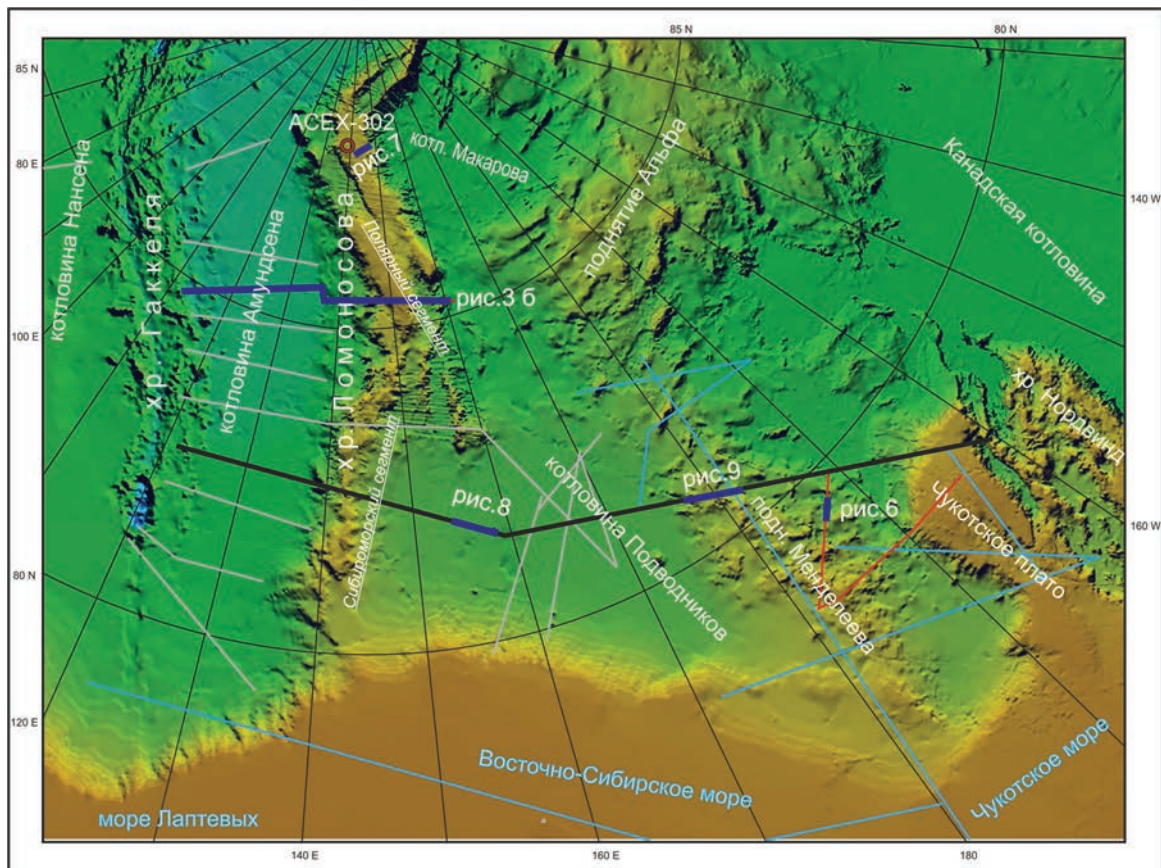 85 N
80 N
85 N
80 E
100 E
80 N
120 E
140 W
160 W
140 E
160 E
180
ACEX-302
рис.7
котл. Макарова
поднятие Альфа
Канадская котловина
котловина Нансена
хр. Гаккеля
котловина Амундсена
хр. Ломоносова
Полярный сегмент
рис.3 б
Сибироморский сегмент
рис.8
котловина Подводников
рис.9
подн. Менделеева
рис.6
Чукотское плато
хр. Нордвинд
море Лаптевых
Восточно-Сибирское море
Чукотское море